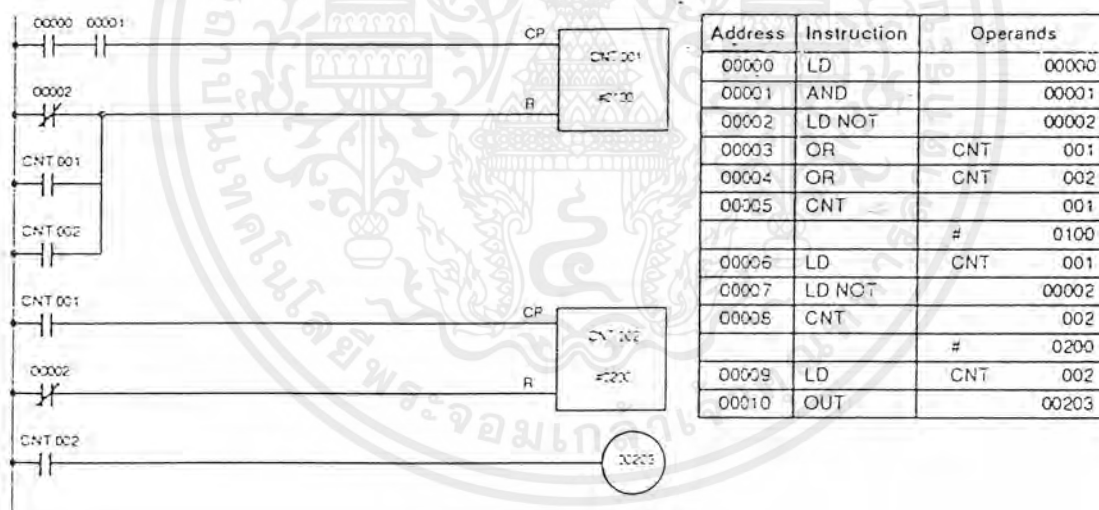 00000 00001
CP
CNT 001
#0100
00002
R
CNT 001
CNT 002
CNT 001
CP
CNT 002
#0200
00002
R
CNT 002
00203
Address Instruction Operands
00000 LD 00000
00001 AND 00001
00002 LD NOT 00002
00003 OR CNT 001
00004 OR CNT 002
00005 CNT 001
# 0100
00006 LD CNT 001
00007 LD NOT 00002
00008 CNT 002
# 0200
00009 LD CNT 002
00010 OUT 00203